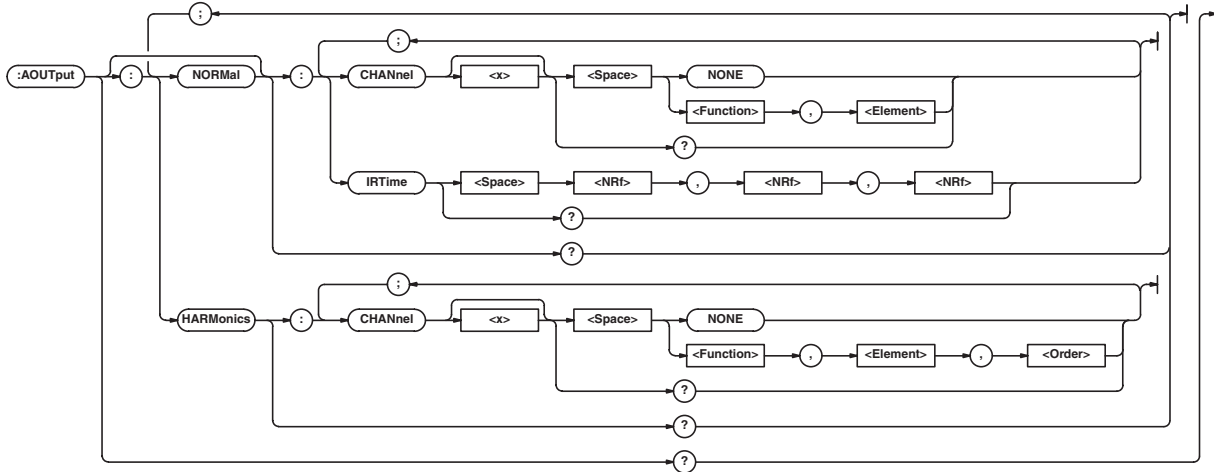 ;
;
:AOUTput : NORMal : CHANnel <x> <Space> NONE
<Function> , <Element>
?
IRTime <Space> <NRf> , <NRf> , <NRf>
?
?
;
HARMonics : CHANnel <x> <Space> NONE
<Function> , <Element> , <Order>
?
?
?